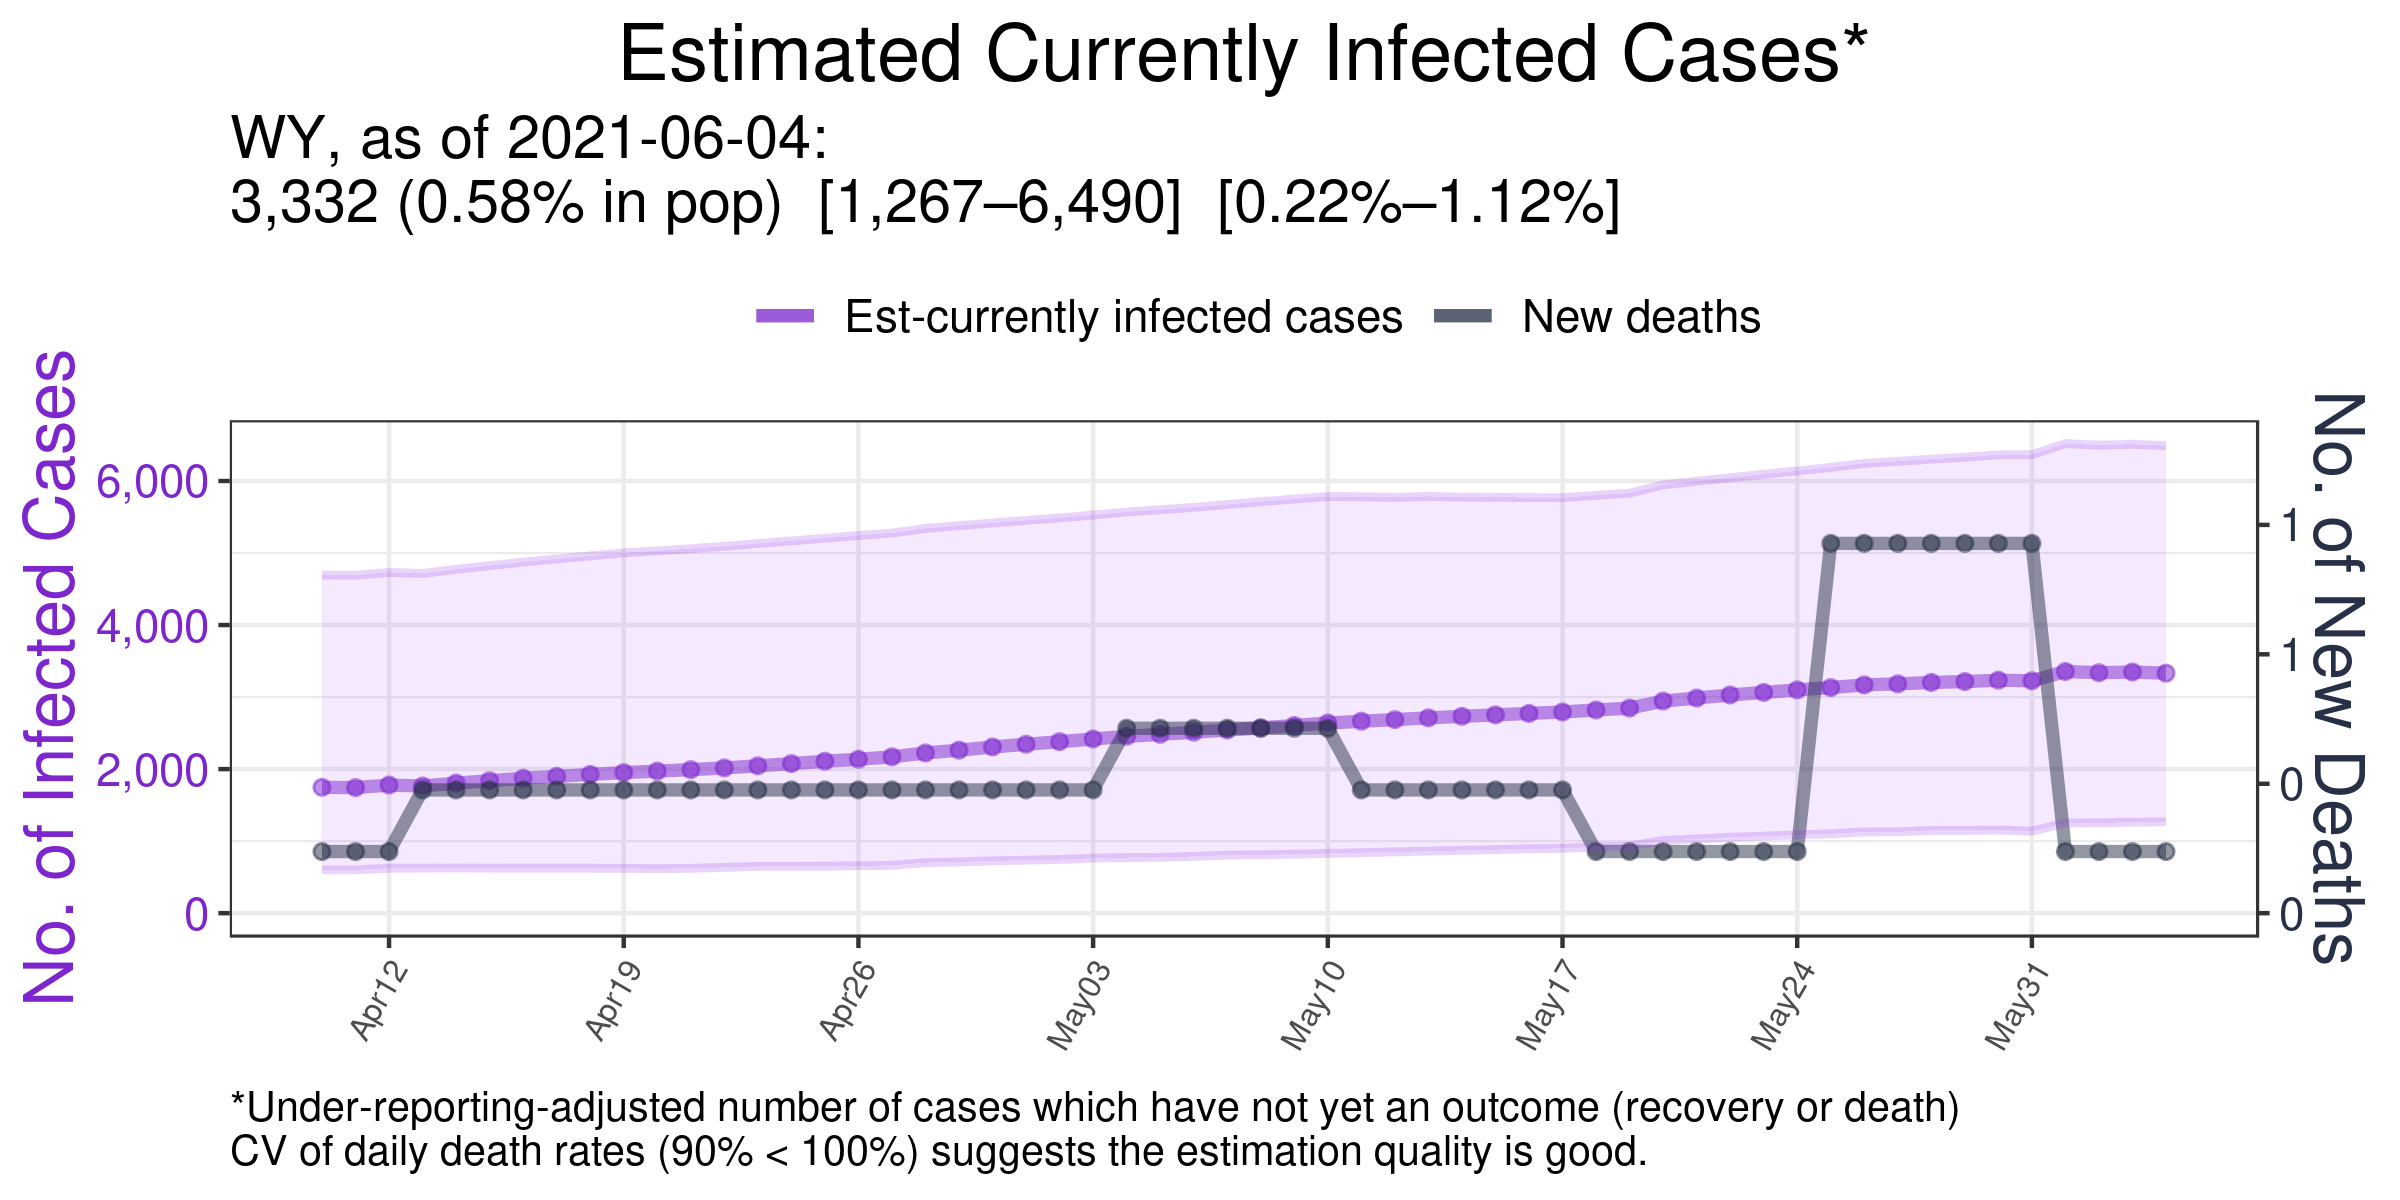 Estimated Currently Infected Cases*
WY, as of 2021-06-04:
3,332 (0.58% in pop)  [1,267–6,490]  [0.22%–1.12%]
Est-currently infected cases
New deaths
No. of Infected Cases
6,000
4,000
2,000
0
1
1
0
0
No. of New Deaths
Apr12
Apr19
Apr26
May03
May10
May17
May24
May31
*Under-reporting-adjusted number of cases which have not yet an outcome (recovery or death)
CV of daily death rates (90% < 100%) suggests the estimation quality is good.